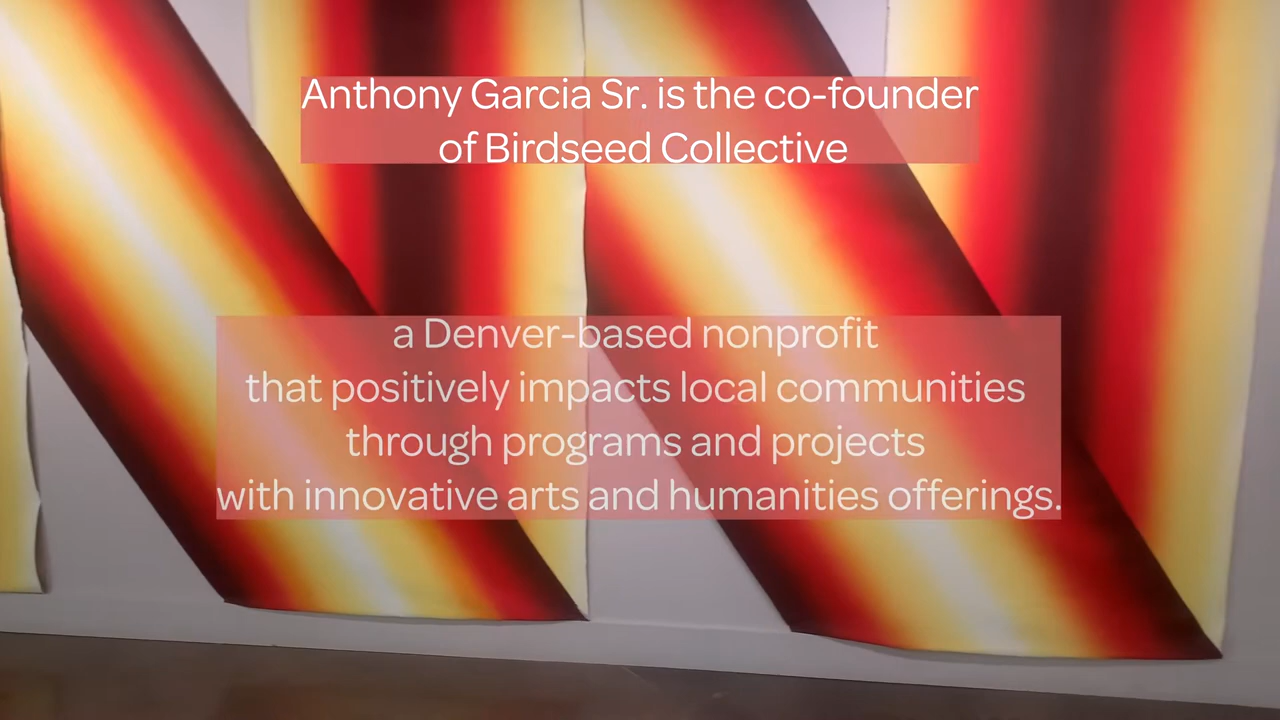 Anthony Garcia Sr. is the co-founder
of Birdseed Collective
a Denver-based nonprofit
that positively impacts local communities
through programs and projects
with innovative arts and humanities offerings.